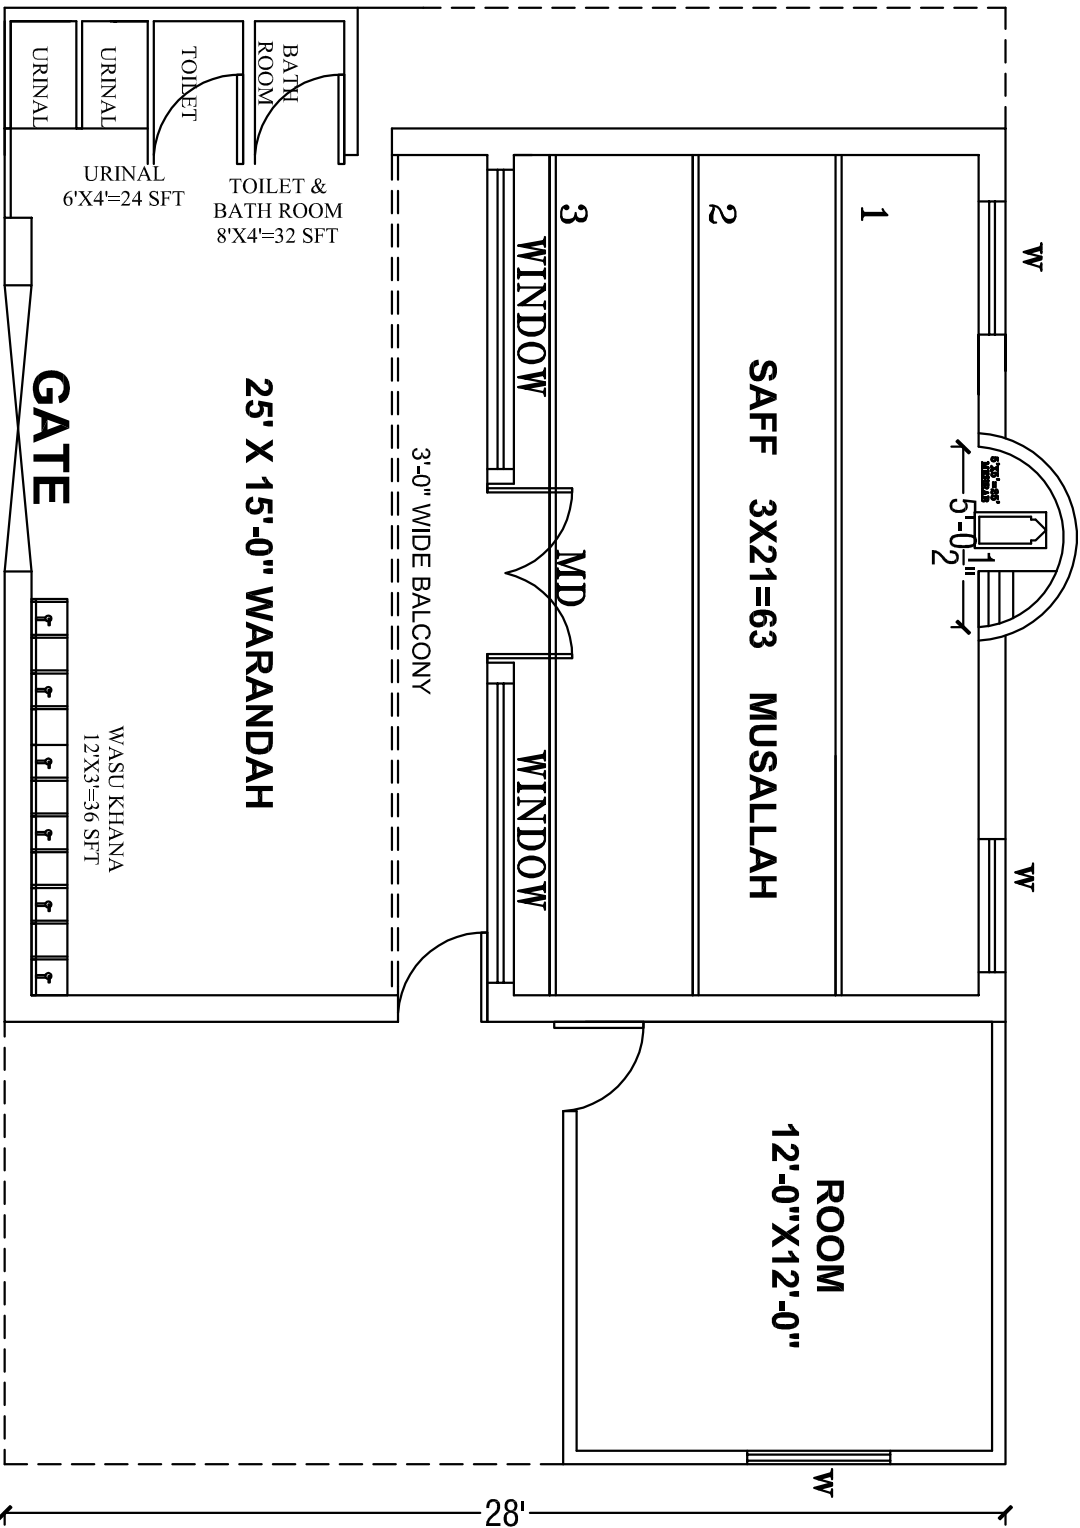 URINAL
URINAL
TOILET
BATH
ROOM
URINAL
6'X4'=24 SFT
TOILET &
BATH ROOM
8'X4'=32 SFT
3
2
1
W
WINDOW
SAFF 3X21=63 MUSALLAH
GATE
25' X 15'-0" WARANDAH
3'-0" WIDE BALCONY
MD
5'-0 1/2"
WASU KHANA
12'X3'=36 SFT
WINDOW
W
ROOM
12'-0"X12'-0"
W
28'